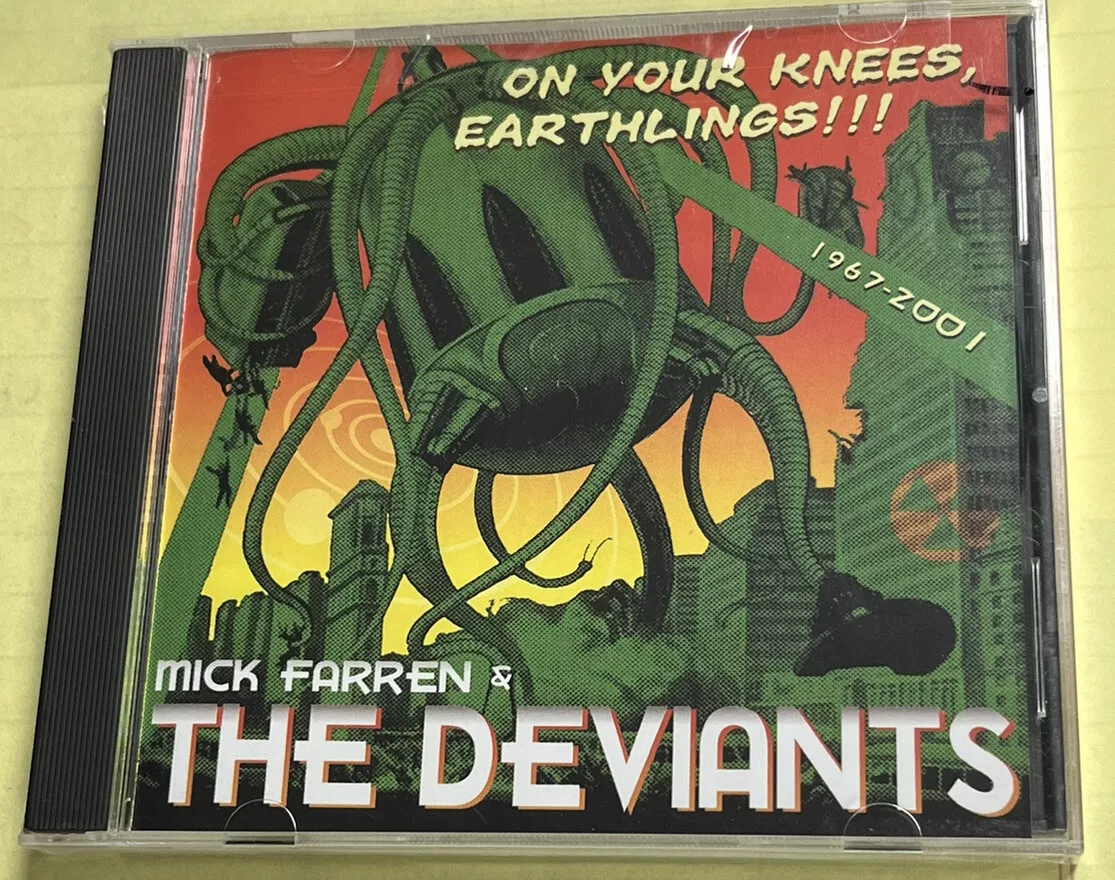 ON YOUR KNEES,
EARTHLINGS!!!
1967-2001
MICK FARREN &
THE DEVIANTS